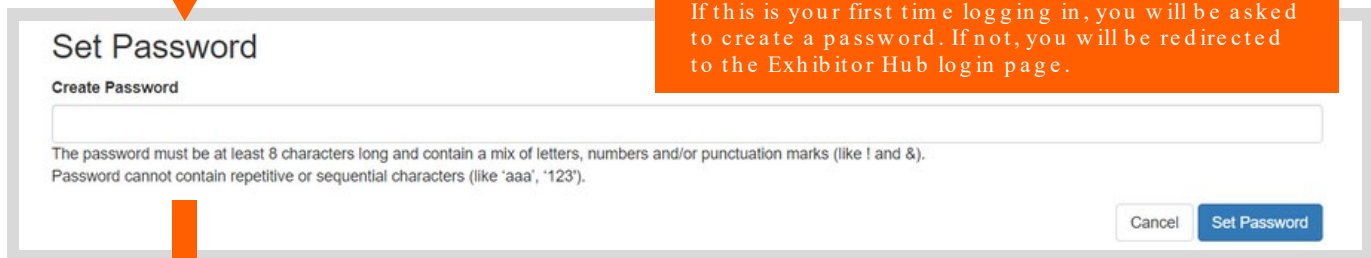 If this is your first time logging in, you will be asked
to create a password. If not, you will be redirected
to the Exhibitor Hub login page.
Set Password
Create Password
The password must be at least 8 characters long and contain a mix of letters, numbers and/or punctuation marks (like ! and &).
Password cannot contain repetitive or sequential characters (like ‘aaa’, ‘123’).
Cancel
Set Password